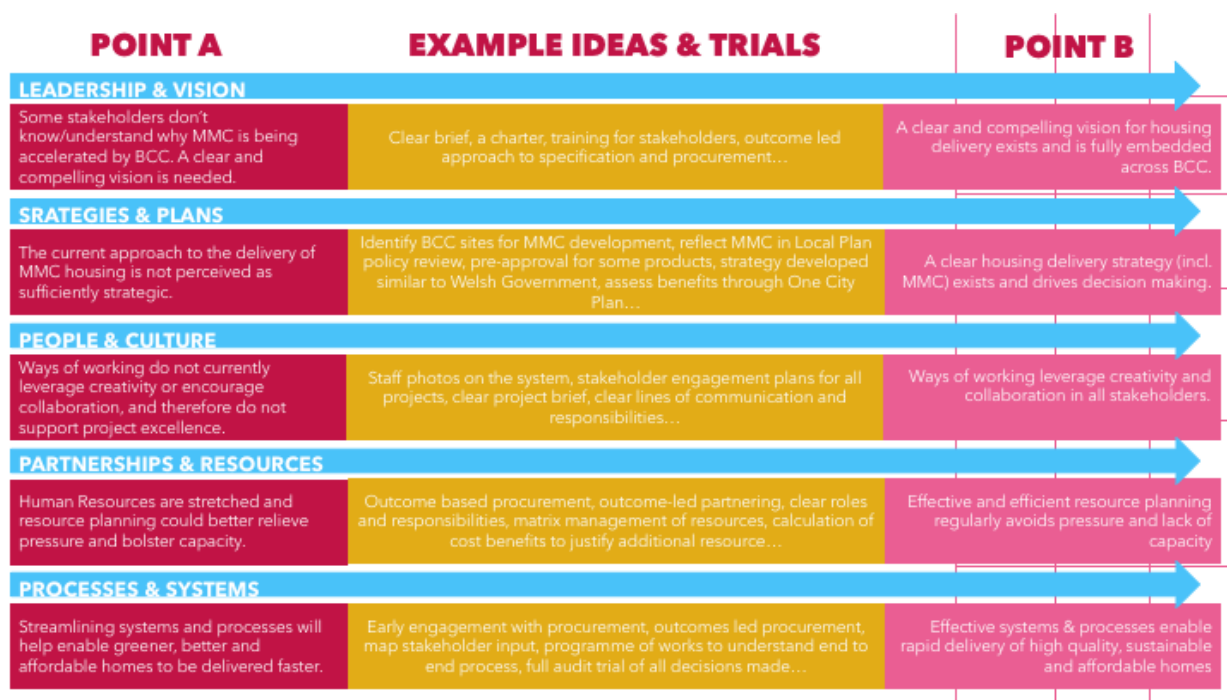 POINT A
EXAMPLE IDEAS & TRIALS
POINT B
LEADERSHIP & VISION
Some stakeholders don't
know/understand why MMC is being
accelerated by BCC. A clear and
compelling vision is needed.
Clear brief, a charter, training for stakeholders, outcome led
approach to specification and procurement...
A clear and compelling vision for housing
delivery exists and is fully embedded
across BCC.
SRATEGIES & PLANS
The current approach to the delivery of
MMC housing is not perceived as
sufficiently strategic.
Identify BCC sites for MMC development, reflect MMC in Local Plan
policy review, pre-approval for some products, strategy developed
similar to Welsh Government, assess benefits through One City
Plan...
A clear housing delivery strategy (incl.
MMC) exists and drives decision making.
PEOPLE & CULTURE
Ways of working do not currently
leverage creativity or encourage
collaboration, and therefore do not
support project excellence.
Staff photos on the system, stakeholder engagement plans for all
projects, clear project brief, clear lines of communication and
responsibilities...
Ways of working leverage creativity and
collaboration in all stakeholders.
PARTNERSHIPS & RESOURCES
Human Resources are stretched and
resource planning could better relieve
pressure and bolster capacity.
Outcome based procurement, outcome-led partnering, clear roles
and responsibilities, matrix management of resources, calculation of
cost benefits to justify additional resource...
Effective and efficient resource planning
regularly avoids pressure and lack of
capacity
PROCESSES & SYSTEMS
Streamlining systems and processes will
help enable greener, better and
affordable homes to be delivered faster.
Early engagement with procurement, outcomes led procurement,
map stakeholder input, programme of works to understand end to
end process, full audit trial of all decisions made...
Effective systems & processes enable
rapid delivery of high quality, sustainable
and affordable homes